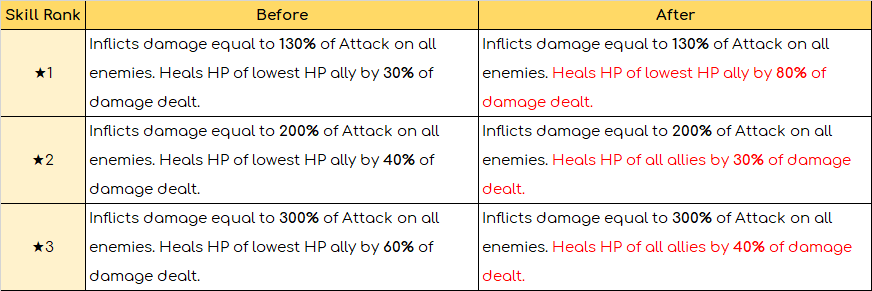 Skill Rank Before After
★1
Inflicts damage equal to 130% of Attack on all
enemies. Heals HP of lowest HP ally by 30% of
damage dealt.
Inflicts damage equal to 130% of Attack on all
enemies. Heals HP of lowest HP ally by 80% of
damage dealt.
★2
Inflicts damage equal to 200% of Attack on all
enemies. Heals HP of lowest HP ally by 40% of
damage dealt.
Inflicts damage equal to 200% of Attack on all
enemies. Heals HP of all allies by 30% of damage
dealt.
★3
Inflicts damage equal to 300% of Attack on all
enemies. Heals HP of lowest HP ally by 60% of
damage dealt.
Inflicts damage equal to 300% of Attack on all
enemies. Heals HP of all allies by 40% of damage
dealt.